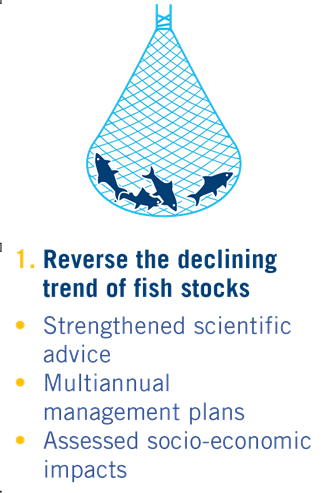 1. Reverse the declining
trend of fish stocks
• Strengthened scientific
advice
• Multiannual
management plans
• Assessed socio-economic
impacts